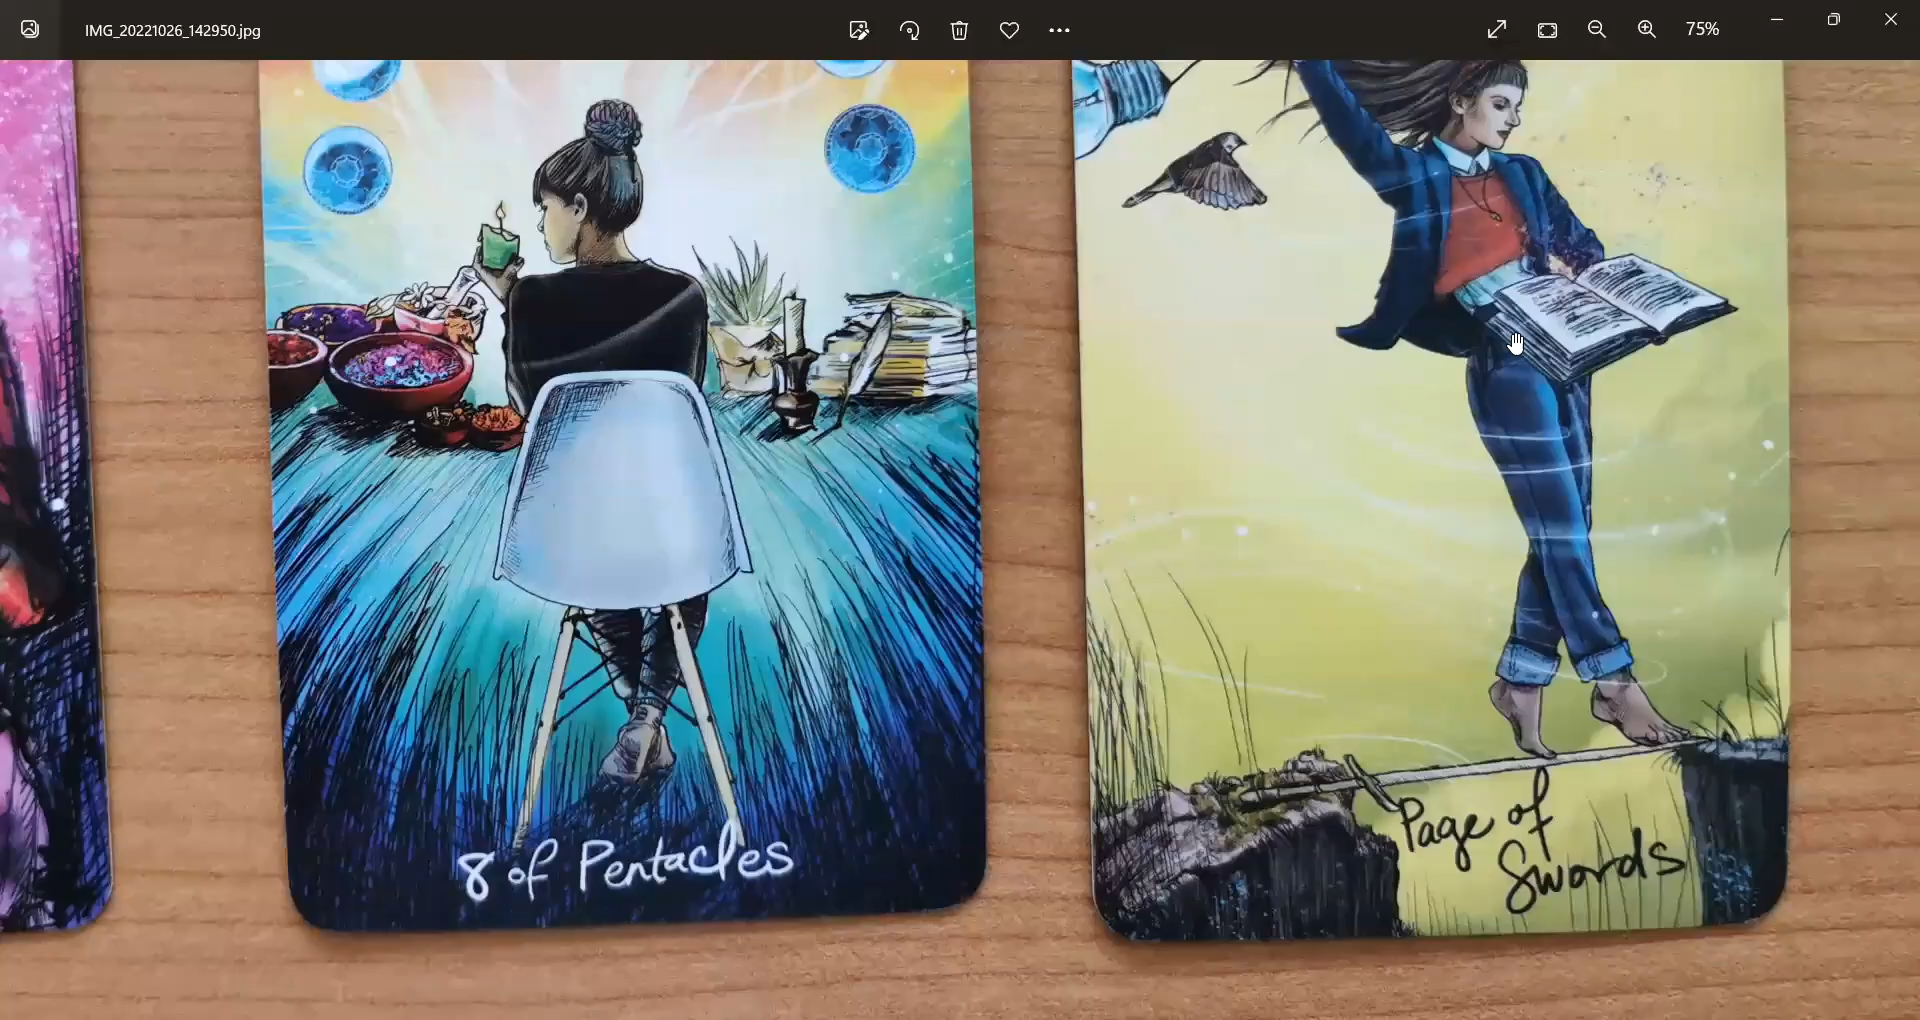 IMG_20221026_142950.jpg
75%
8 of Pentacles
Page of
Swords